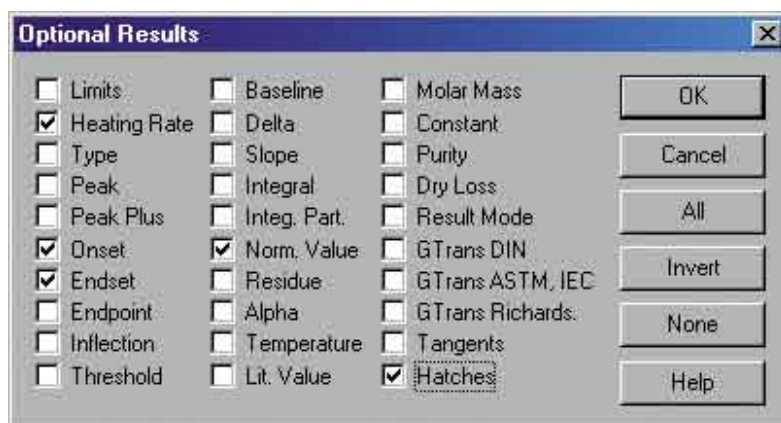 Optional Results
Limits Baseline Molar Mass OK
Heating Rate Delta Constant
Type Slope Purity Cancel
Peak Integral Dry Loss
Peak Plus Integ. Part. Result Mode All
Onset Norm. Value GTrans DIN
Endset Residue GTrans ASTM, IEC Invert
Endpoint Alpha GTrans Richards.
Inflection Temperature Tangents None
Threshold Lit. Value Hatches Help